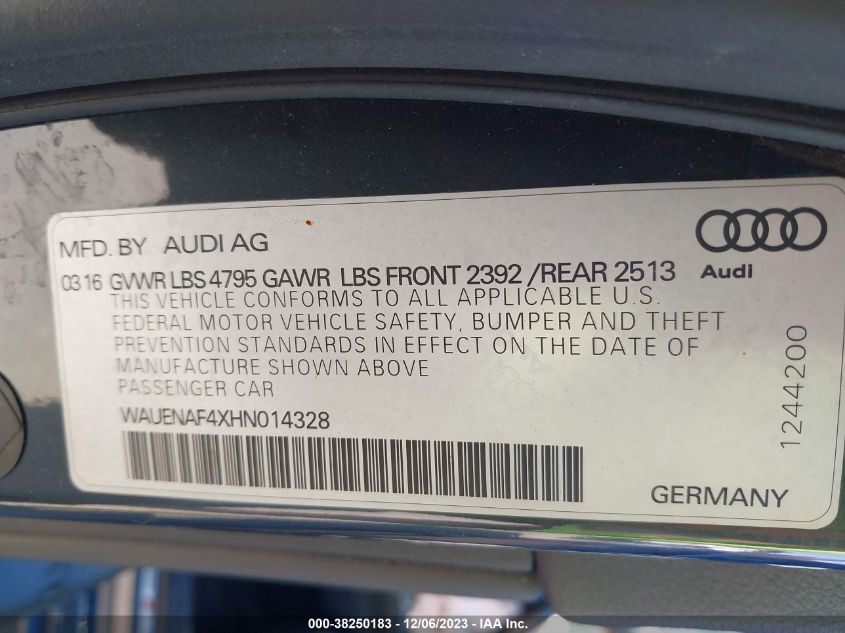 MFD. BY AUDI AG
Audi
03 16 GVWR LBS 4795 GAWR LBS FRONT 2392 /REAR 2513
THIS VEHICLE CONFORMS TO ALL APPLICABLE U.S.
FEDERAL MOTOR VEHICLE SAFETY, BUMPER AND THEFT
PREVENTION STANDARDS IN EFFECT ON THE DATE OF
MANUFACTURE SHOWN ABOVE
PASSENGER CAR
WAUENAF4XHN014328
1244200
GERMANY
000-38250183 - 12/06/2023 - IAA Inc.